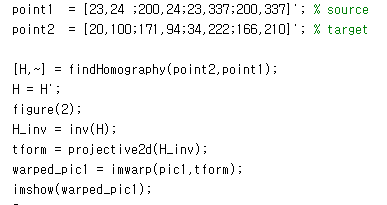 point1  = [23,24 ;200,24;23,337;200,337]'; % source
point2  = [20,100;171,94;34,222;166,210]'; % target
[H,~] = findHomography(point2,point1);
H = H';
figure(2);
H_inv = inv(H);
tform = projective2d(H_inv);
warped_pic1 = imwarp(pic1,tform);
imshow(warped_pic1);